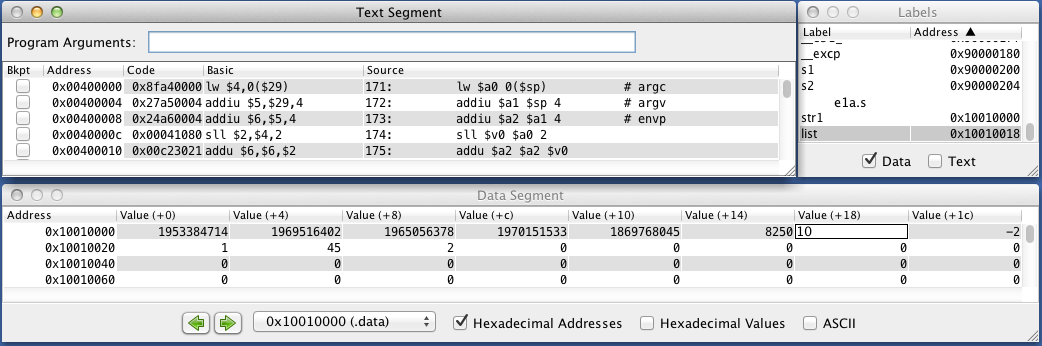 Text Segment
Program Arguments:
Bkpt Address Code Basic Source
0x00400000 0x8fa40000 lw $4,0($29) 171: lw $a0 0($sp) # argc
0x00400004 0x27a50004 addiu $5,$29,4 172: addiu $a1 $sp 4 # argv
0x00400008 0x24a60004 addiu $6,$5,4 173: addiu $a2 $a1 4 # envp
0x0040000c 0x00041080 sll $2,$4,2 174: sll $v0 $a0 2
0x00400010 0x00c23021 addu $6,$6,$2 175: addu $a2 $a2 $v0
Labels
Label Address ▲
__excp 0x90000180
s1 0x90000200
s2 0x90000204
e1a.s
str1 0x10010000
list 0x10010018
Data Text
Data Segment
Address Value (+0) Value (+4) Value (+8) Value (+c) Value (+10) Value (+14) Value (+18) Value (+1c)
0x10010000 1953384714 1969516402 1965056378 1970151533 1869768045 8250 10 -2
0x10010020 1 45 2 0 0 0 0 0
0x10010040 0 0 0 0 0 0 0 0
0x10010060 0 0 0 0 0 0 0 0
0x10010000 (.data) Hexadecimal Addresses Hexadecimal Values ASCII